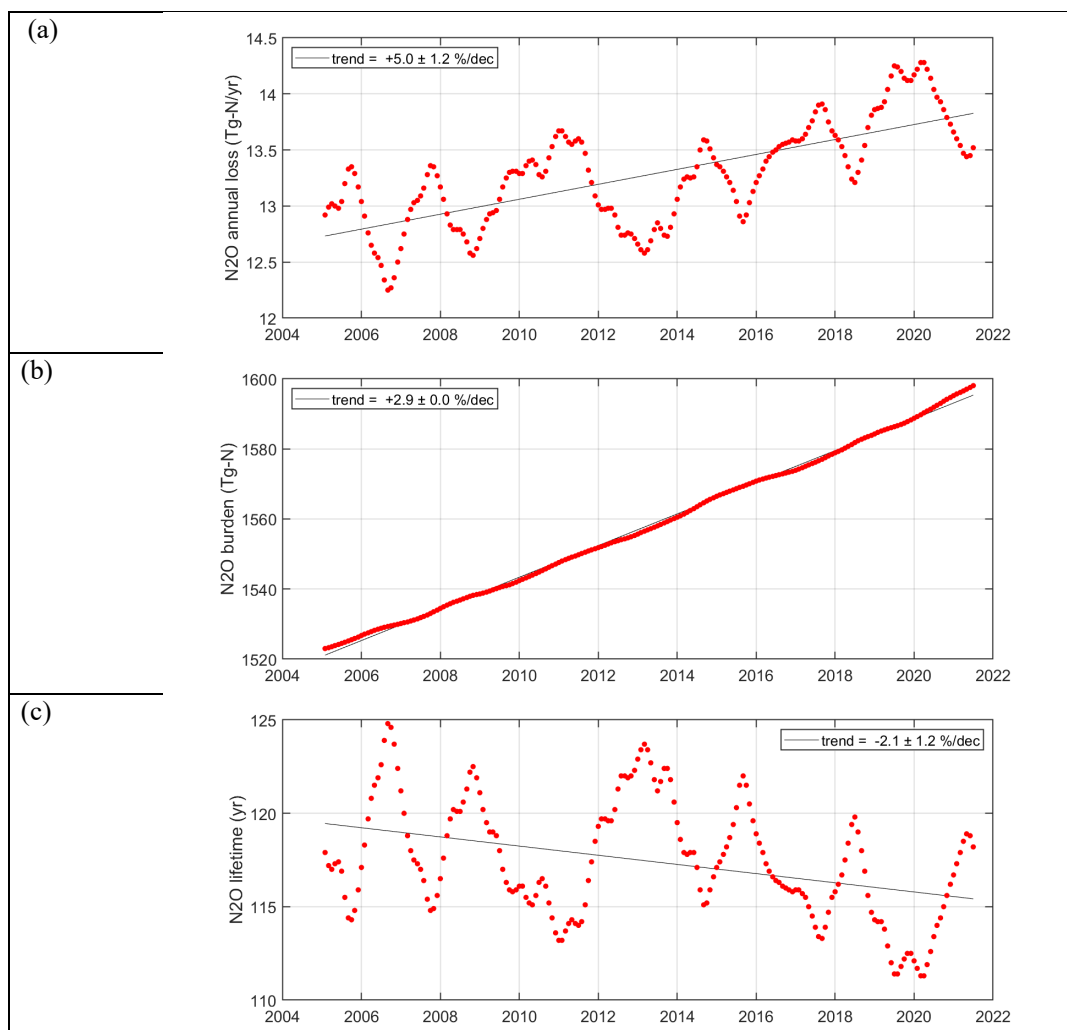 (a)
14.5
14
13.5
13
12.5
12
N2O annual loss (Tg-N/yr)
trend = +5.0 ± 1.2 %/dec
2004 2006 2008 2010 2012 2014 2016 2018 2020 2022
(b)
1600
1580
1560
1540
1520
N2O burden (Tg-N)
trend = +2.9 ± 0.0 %/dec
2004 2006 2008 2010 2012 2014 2016 2018 2020 2022
(c)
125
120
115
110
N2O lifetime (yr)
trend = -2.1 ± 1.2 %/dec
2004 2006 2008 2010 2012 2014 2016 2018 2020 2022